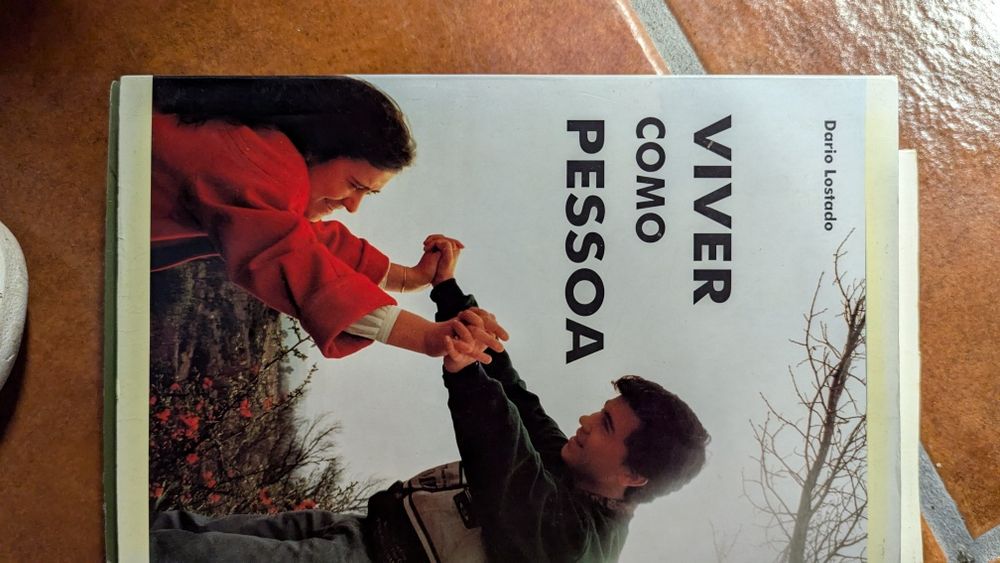 Dario Lostado
VIVER
COMO
PESSOA